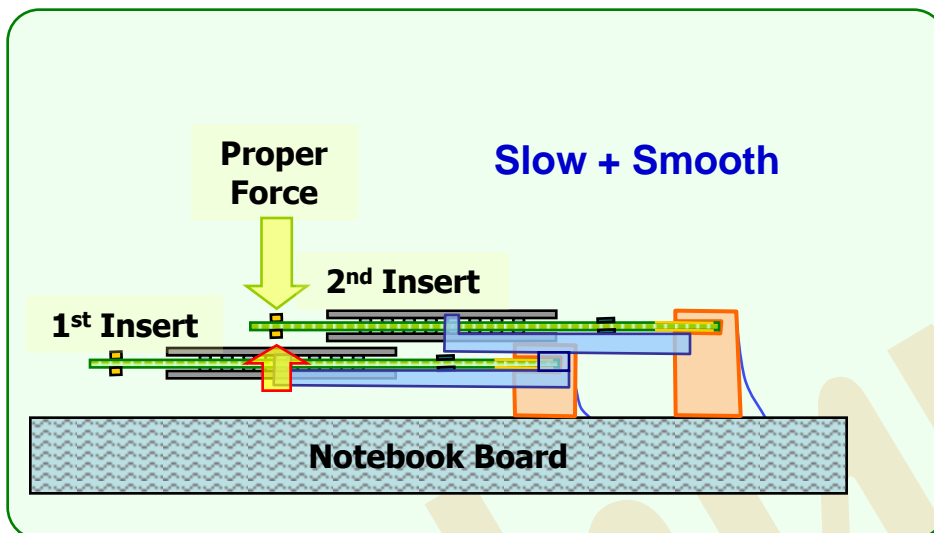 Proper
Force
Slow + Smooth
2nd Insert
1st Insert
Notebook Board